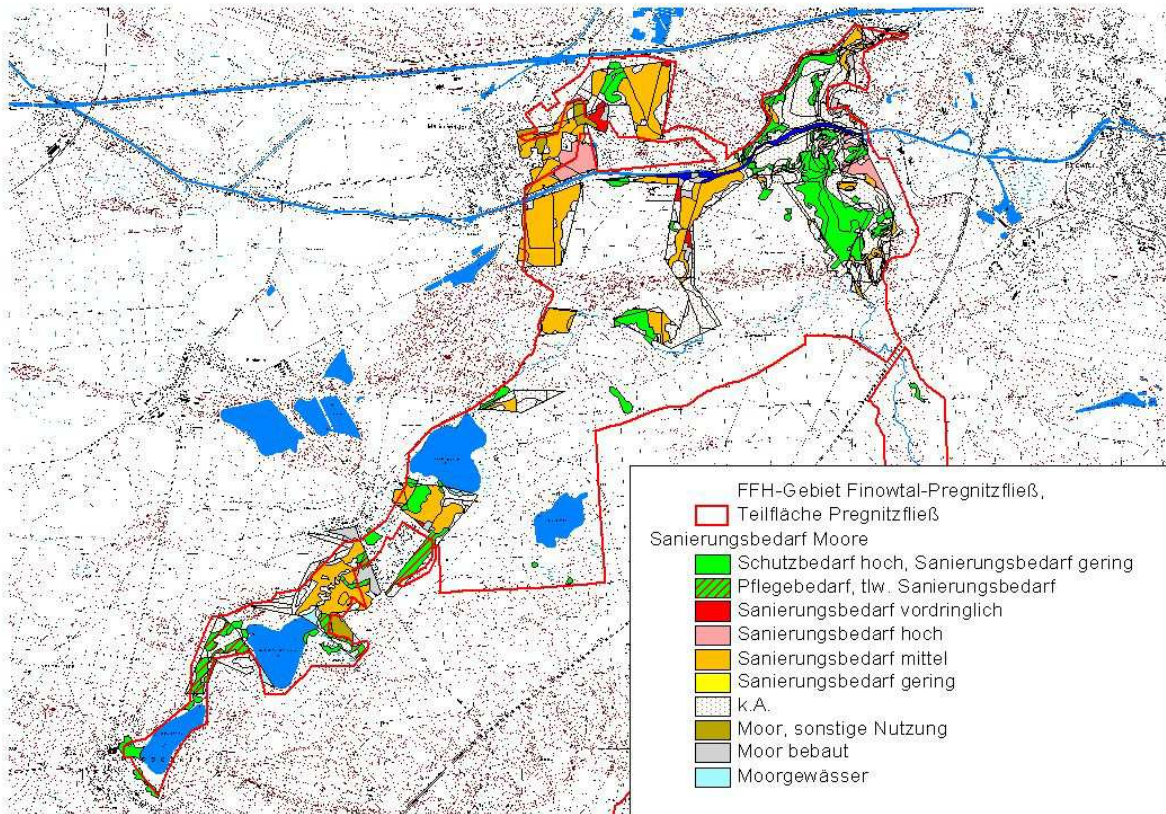 FFH-Gebiet Finowtal-Pregnitzfließ,
Teilfläche Pregnitzfließ
Sanierungsbedarf Moore
Schutzbedarf hoch, Sanierungsbedarf gering
Pflegebedarf, tlw. Sanierungsbedarf
Sanierungsbedarf vordringlich
Sanierungsbedarf hoch
Sanierungsbedarf mittel
Sanierungsbedarf gering
k.A.
Moor, sonstige Nutzung
Moor bebaut
Moorgewässer